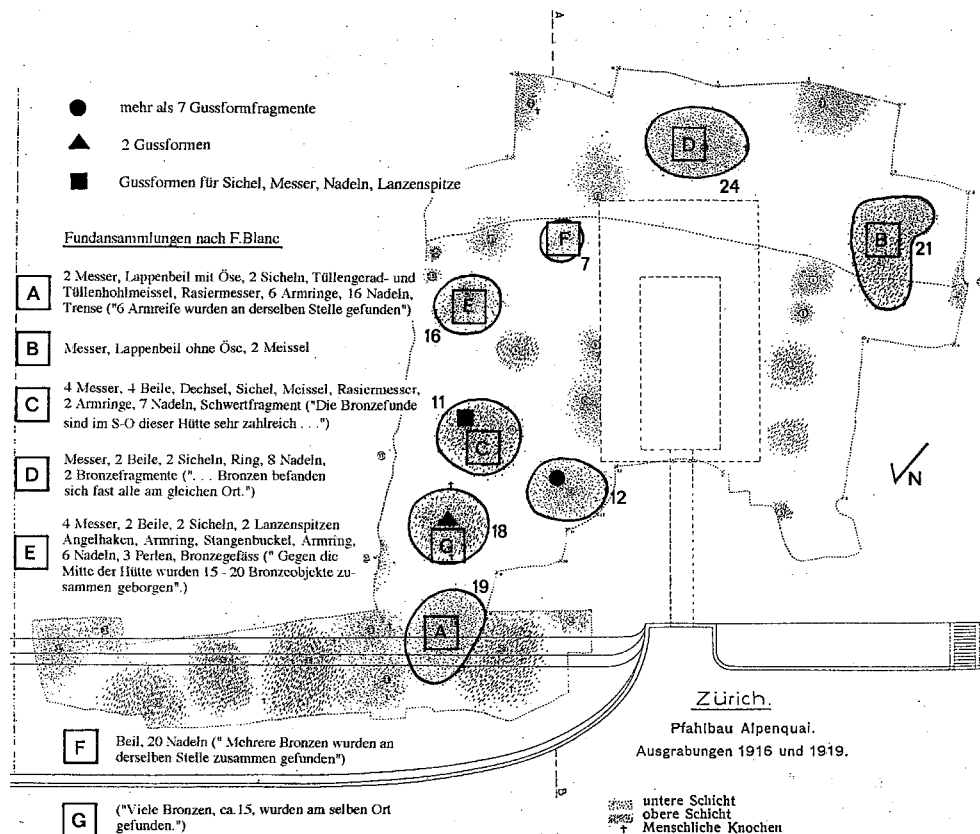 A
mehr als 7 Gussformfragmente
2 Gussformen
Gussformen für Sichel, Messer, Nadeln, Lanzenspitze
Fundansammlungen nach F.Blanc
A
2 Messer, Lappenbeil mit Öse, 2 Sicheln, Tüllengerad- und
Tüllenhohlmeissel, Rasiermesser, 6 Armringe, 16 Nadeln,
Trense ("6 Armreife wurden an derselben Stelle gefunden")
B
Messer, Lappenbeil ohne Öse, 2 Meissel
C
4 Messer, 4 Beile, Dechsel, Sichel, Meissel, Rasiermesser,
2 Armringe, 7 Nadeln, Schwertfragment ("Die Bronzefunde
sind im S-O dieser Hütte sehr zahlreich . . .")
D
Messer, 2 Beile, 2 Sicheln, Ring, 8 Nadeln,
2 Bronzefragmente (". . . Bronzen befanden
sich fast alle am gleichen Ort.")
E
4 Messer, 2 Beile, 2 Sicheln, 2 Lanzenspitzen
Angelhaken, Armring, Stangenbuckel, Armring,
6 Nadeln, 3 Perlen, Bronzegefäss (" Gegen die
Mitte der Hütte wurden 15 - 20 Bronzeobjekte zu-
sammen geborgen".)
F
Beil, 20 Nadeln (" Mehrere Bronzen wurden an
derselben Stelle zusammen gefunden")
G
("Viele Bronzen, ca.15, wurden am selben Ort
gefunden.")
D
24
B
21
F
7
E
16
11
C
12
18
G
19
A
N
B
Zürich.
Pfahlbau Alpenquai.
Ausgrabungen 1916 und 1919.
untere Schicht
obere Schicht
† Menschliche Knochen